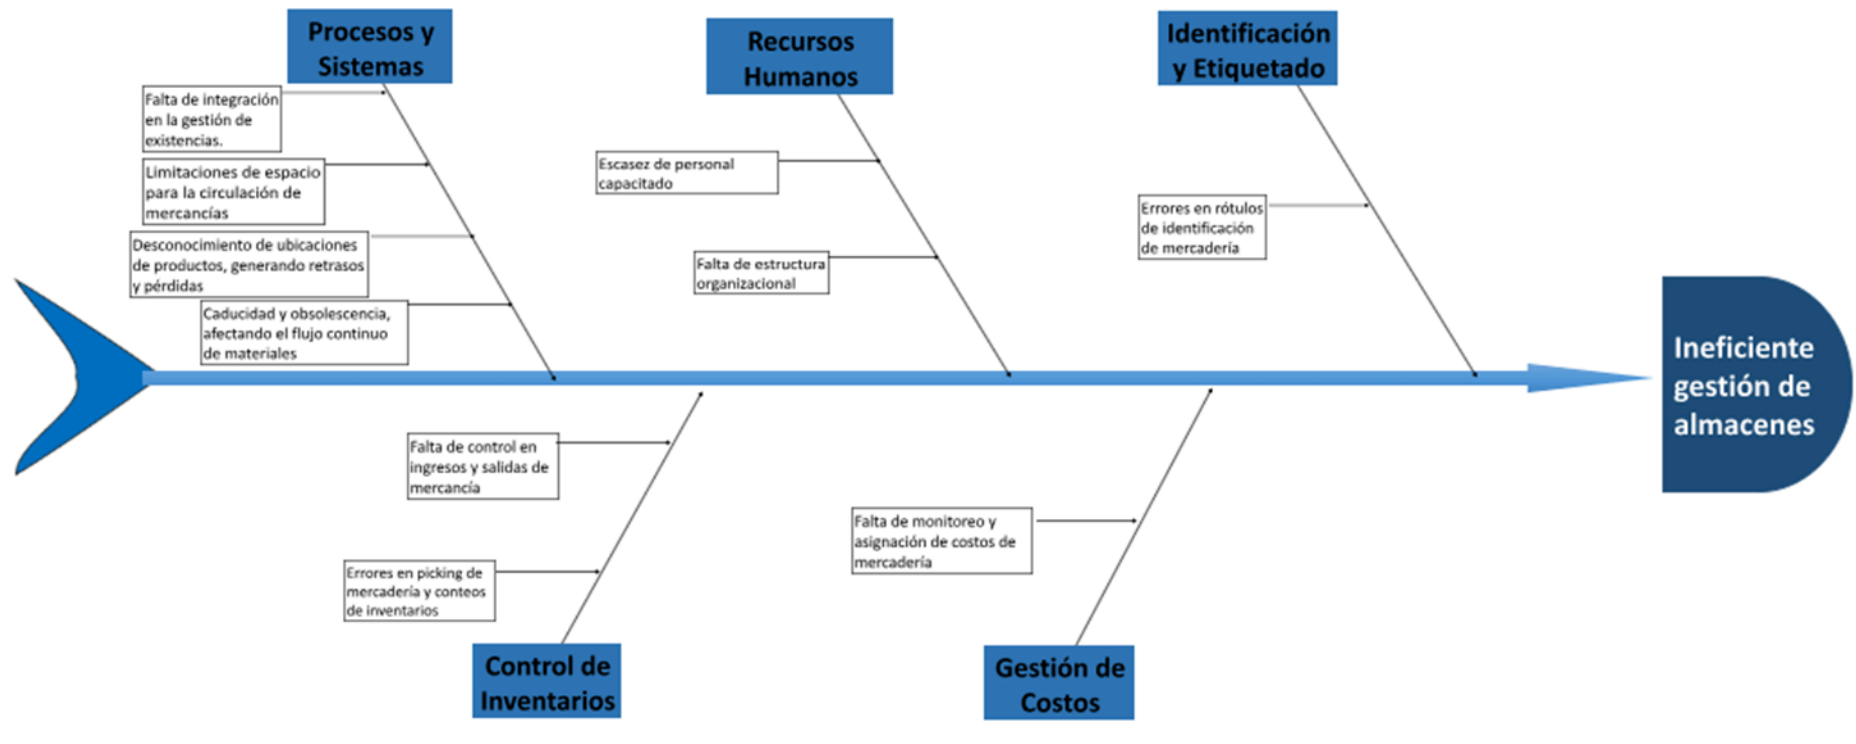 Procesos y
Sistemas
Recursos
Humanos
Identificación
y Etiquetado
Falta de integración
en la gestión de
existencias.
Limitaciones de espacio
para la circulación de
mercancías
Desconocimiento de ubicaciones
de productos, generando retrasos
y pérdidas
Caducidad y obsolescencia,
afectando el flujo continuo
de materiales
Escasez de personal
capacitado
Falta de estructura
organizacional
Errores en rótulos
de identificación
de mercadería
Ineficiente
gestión de
almacenes
Falta de control en
ingresos y salidas de
mercancía
Errores en picking de
mercadería y conteos
de inventarios
Falta de monitoreo y
asignación de costos de
mercadería
Control de
Inventarios
Gestión de
Costos